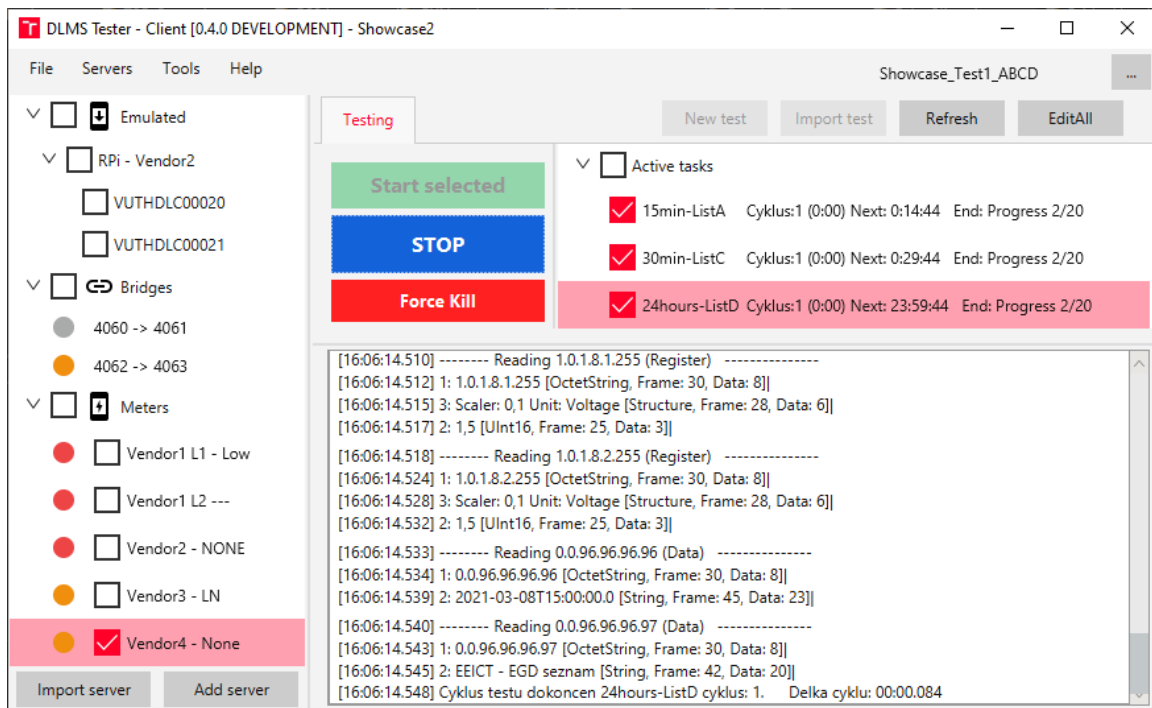 DLMS Tester - Client [0.4.0 DEVELOPMENT] - Showcase2
File Servers Tools Help
Showcase_Test1_ABCD ...
Emulated
RPi - Vendor2
VUTHDLC00020
VUTHDLC00021
Bridges
4060 -> 4061
4062 -> 4063
Meters
Vendor1 L1 - Low
Vendor1 L2 ---
Vendor2 - NONE
Vendor3 - LN
Vendor4 - None
Import server Add server
Testing
New test Import test Refresh EditAll
Start selected
STOP
Force Kill
Active tasks
15min-ListA Cyklus:1 (0:00) Next: 0:14:44 End: Progress 2/20
30min-ListC Cyklus:1 (0:00) Next: 0:29:44 End: Progress 2/20
24hours-ListD Cyklus:1 (0:00) Next: 23:59:44 End: Progress 2/20
[16:06:14.510] -------- Reading 1.0.1.8.1.255 (Register) ---------------
[16:06:14.512] 1: 1.0.1.8.1.255 [OctetString, Frame: 30, Data: 8]|
[16:06:14.515] 3: Scaler: 0,1 Unit: Voltage [Structure, Frame: 28, Data: 6]|
[16:06:14.517] 2: 1,5 [UInt16, Frame: 25, Data: 3]|
[16:06:14.518] -------- Reading 1.0.1.8.2.255 (Register) ---------------
[16:06:14.524] 1: 1.0.1.8.2.255 [OctetString, Frame: 30, Data: 8]|
[16:06:14.528] 3: Scaler: 0,1 Unit: Voltage [Structure, Frame: 28, Data: 6]|
[16:06:14.532] 2: 1,5 [UInt16, Frame: 25, Data: 3]|
[16:06:14.533] -------- Reading 0.0.96.96.96.96 (Data) ---------------
[16:06:14.534] 1: 0.0.96.96.96.96 [OctetString, Frame: 30, Data: 8]|
[16:06:14.539] 2: 2021-03-08T15:00:00.0 [String, Frame: 45, Data: 23]|
[16:06:14.540] -------- Reading 0.0.96.96.96.97 (Data) ---------------
[16:06:14.543] 1: 0.0.96.96.96.97 [OctetString, Frame: 30, Data: 8]|
[16:06:14.545] 2: EEICT - EGD seznam [String, Frame: 42, Data: 20]|
[16:06:14.548] Cyklus testu dokoncen 24hours-ListD cyklus: 1. Delka cyklu: 00:00.084